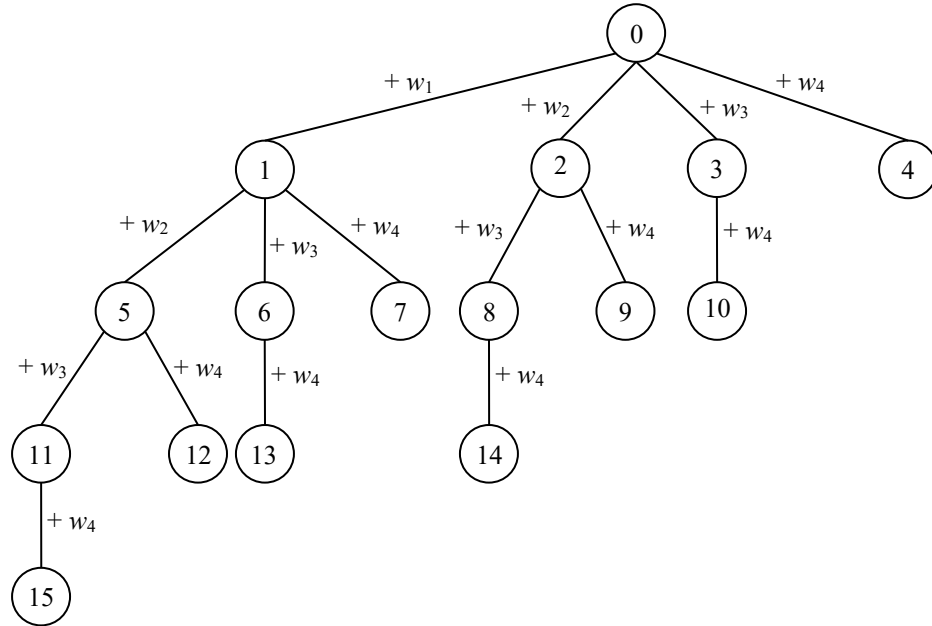 0
+ w₁
+ w₂
+ w₃
+ w₄
1
2
3
4
+ w₂
+ w₃
+ w₄
+ w₃
+ w₄
+ w₄
5
6
7
8
9
10
+ w₃
+ w₄
+ w₄
+ w₄
11
12
13
14
+ w₄
15